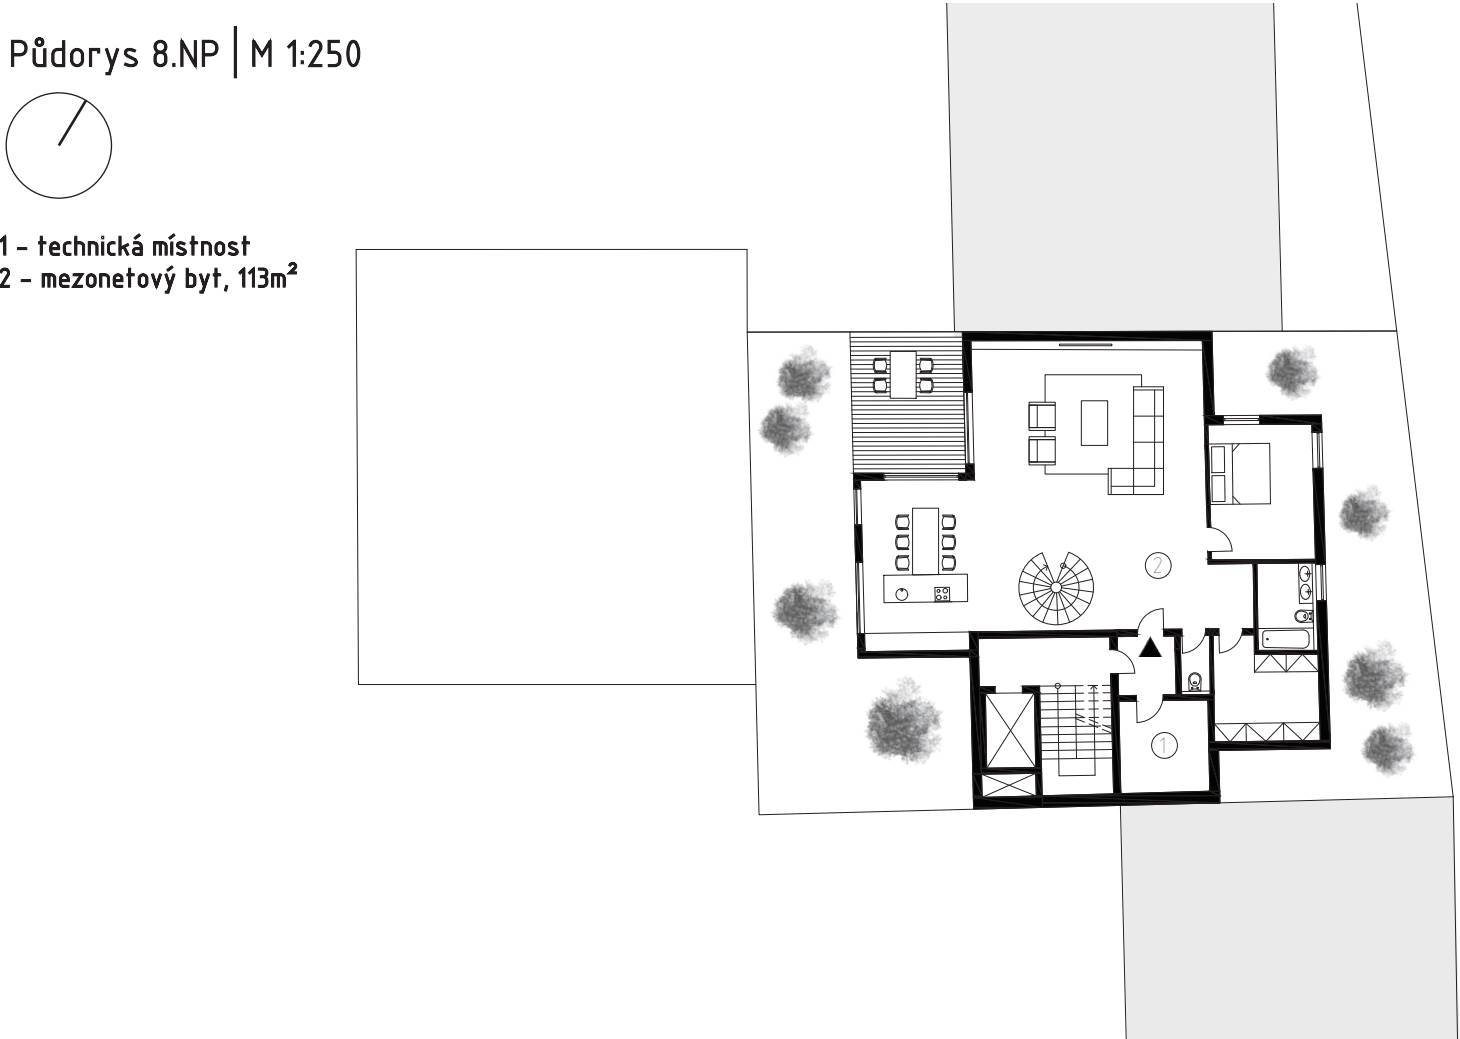 Půdorys 8.NP | M 1:250
1 - technická místnost
2 - mezonetový byt, 113m²
2
1